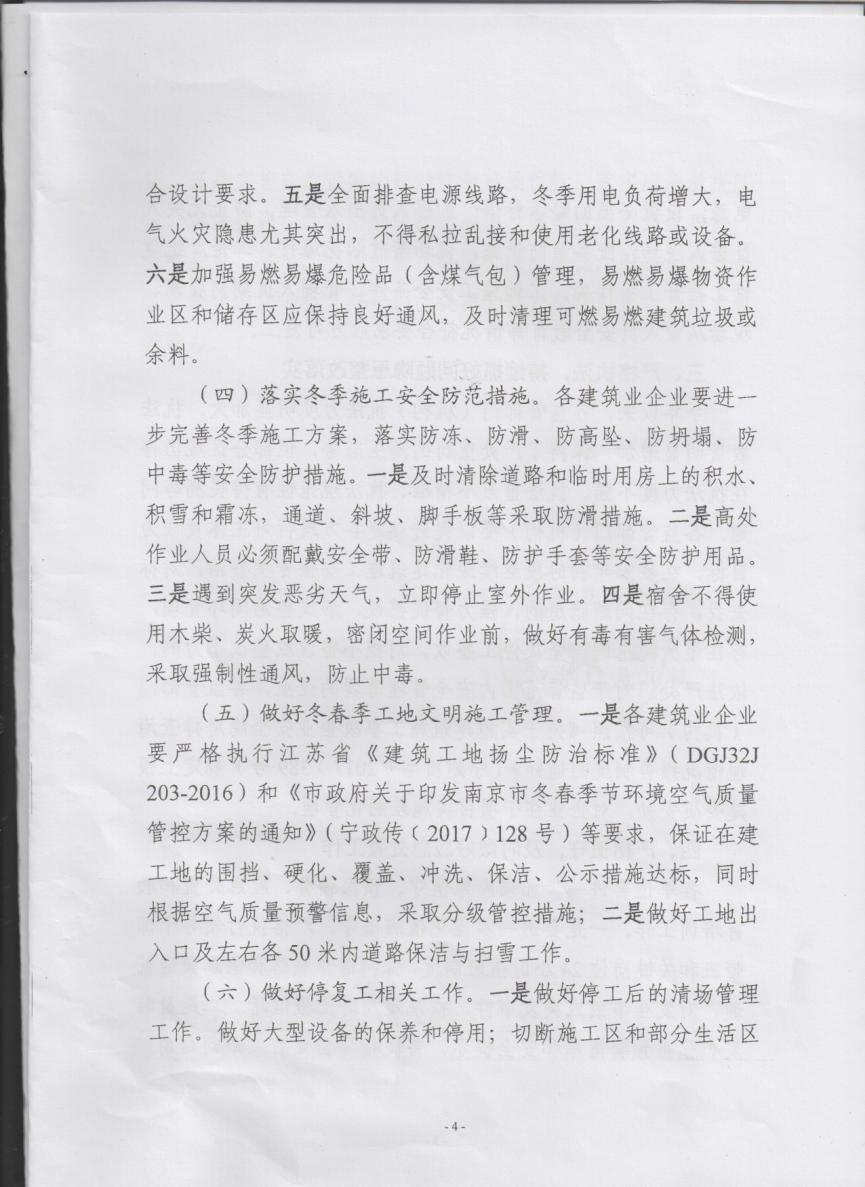 合设计要求。五是全面排查电源线路，冬季用电负荷增大，电
气火灾隐患尤其突出，不得私拉乱接和使用老化线路或设备。
六是加强易燃易爆危险品（含煤气包）管理，易燃易爆物资作
业区和储存区应保持良好通风，及时清理可燃易燃建筑垃圾或
余料。
（四）落实冬季施工安全防范措施。各建筑业企业要进一
步完善冬季施工方案，落实防冻、防滑、防高坠、防坍塌、防
中毒等安全防护措施。一是及时清除道路和临时用房上的积水、
积雪和霜冻，通道、斜坡、脚手板等采取防滑措施。二是高处
作业人员必须配戴安全带、防滑鞋、防护手套等安全防护用品。
三是遇到突发恶劣天气，立即停止室外作业。四是宿舍不得使
用木柴、炭火取暖，密闭空间作业前，做好有毒有害气体检测，
采取强制性通风，防止中毒。
（五）做好冬春季工地文明施工管理。一是各建筑业企业
要严格执行江苏省《建筑工地扬尘防治标准》（DGJ32J
203-2016）和《市政府关于印发南京市冬春季节环境空气质量
管控方案的通知》（宁政传﹝2017﹞128 号）等要求，保证在建
工地的围挡、硬化、覆盖、冲洗、保洁、公示措施达标，同时
根据空气质量预警信息，采取分级管控措施；二是做好工地出
入口及左右各 50 米内道路保洁与扫雪工作。
（六）做好停复工相关工作。一是做好停工后的清场管理
工作。做好大型设备的保养和停用；切断施工区和部分生活区
- 4 -